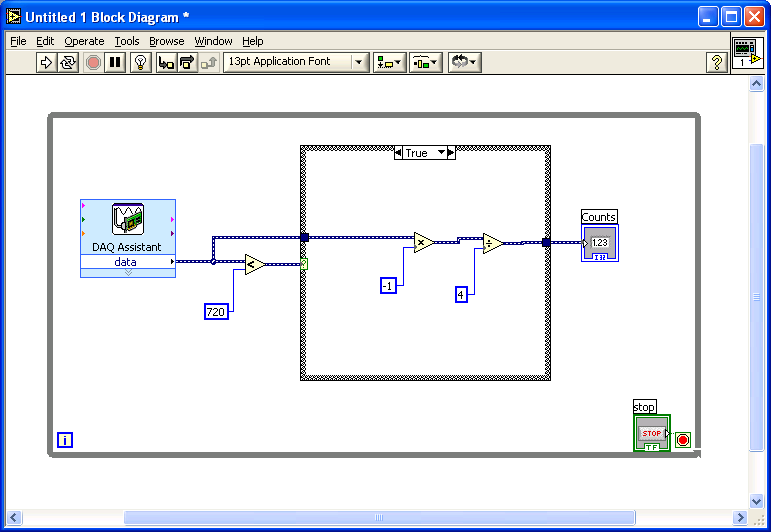 Untitled 1 Block Diagram *
File Edit Operate Tools Browse Window Help
13pt Application Font
?
1
True
DAQ Assistant
data
Counts
1.23
I32
<
x
÷
?
720
-1
4
stop
STOP
TF
i